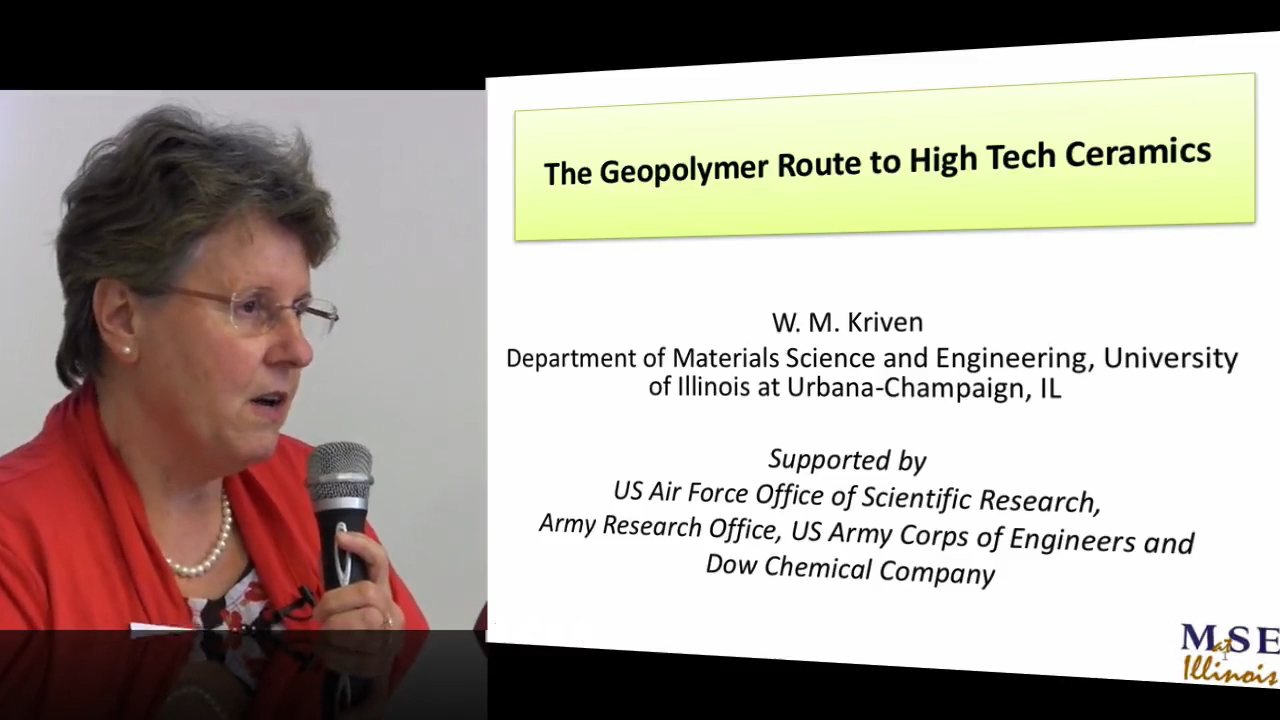 The Geopolymer Route to High Tech Ceramics
W. M. Kriven
Department of Materials Science and Engineering, University
of Illinois at Urbana-Champaign, IL
Supported by
US Air Force Office of Scientific Research,
Army Research Office, US Army Corps of Engineers and
Dow Chemical Company
MatSE
Illinois
1